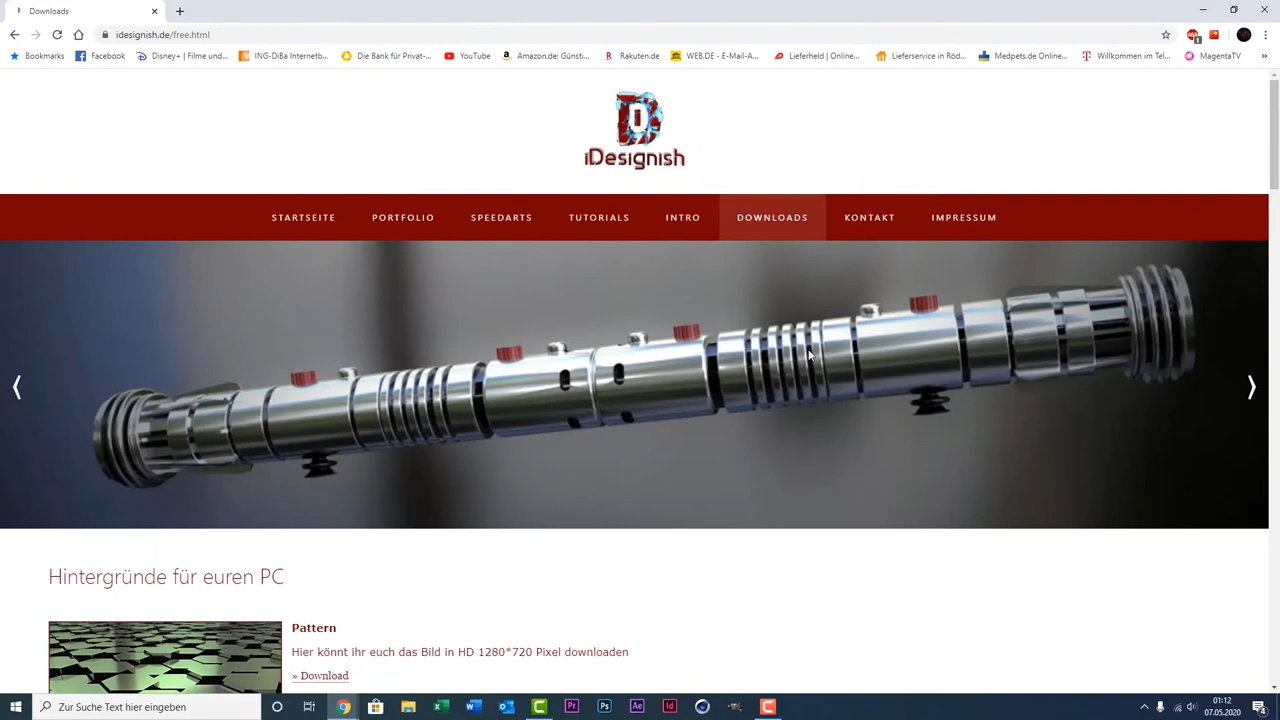 Downloads
idesignish.de/free.html
Bookmarks Facebook Disney+ | Filme und... ING-DiBa Internetb... Die Bank für Privat-... YouTube Amazon.de: Günsti... Rakuten.de WEB.DE - E-Mail-A... Lieferheld | Online... Lieferservice in Röd... Medpets.de Online... Willkommen im Tel... MagentaTV »
iDesignish
STARTSEITE PORTFOLIO SPEEDARTS TUTORIALS INTRO DOWNLOADS KONTAKT IMPRESSUM
Hintergründe für euren PC
Pattern
Hier könnt ihr euch das Bild in HD 1280*720 Pixel downloaden
» Download
Zur Suche Text hier eingeben
01:12
07.05.2020